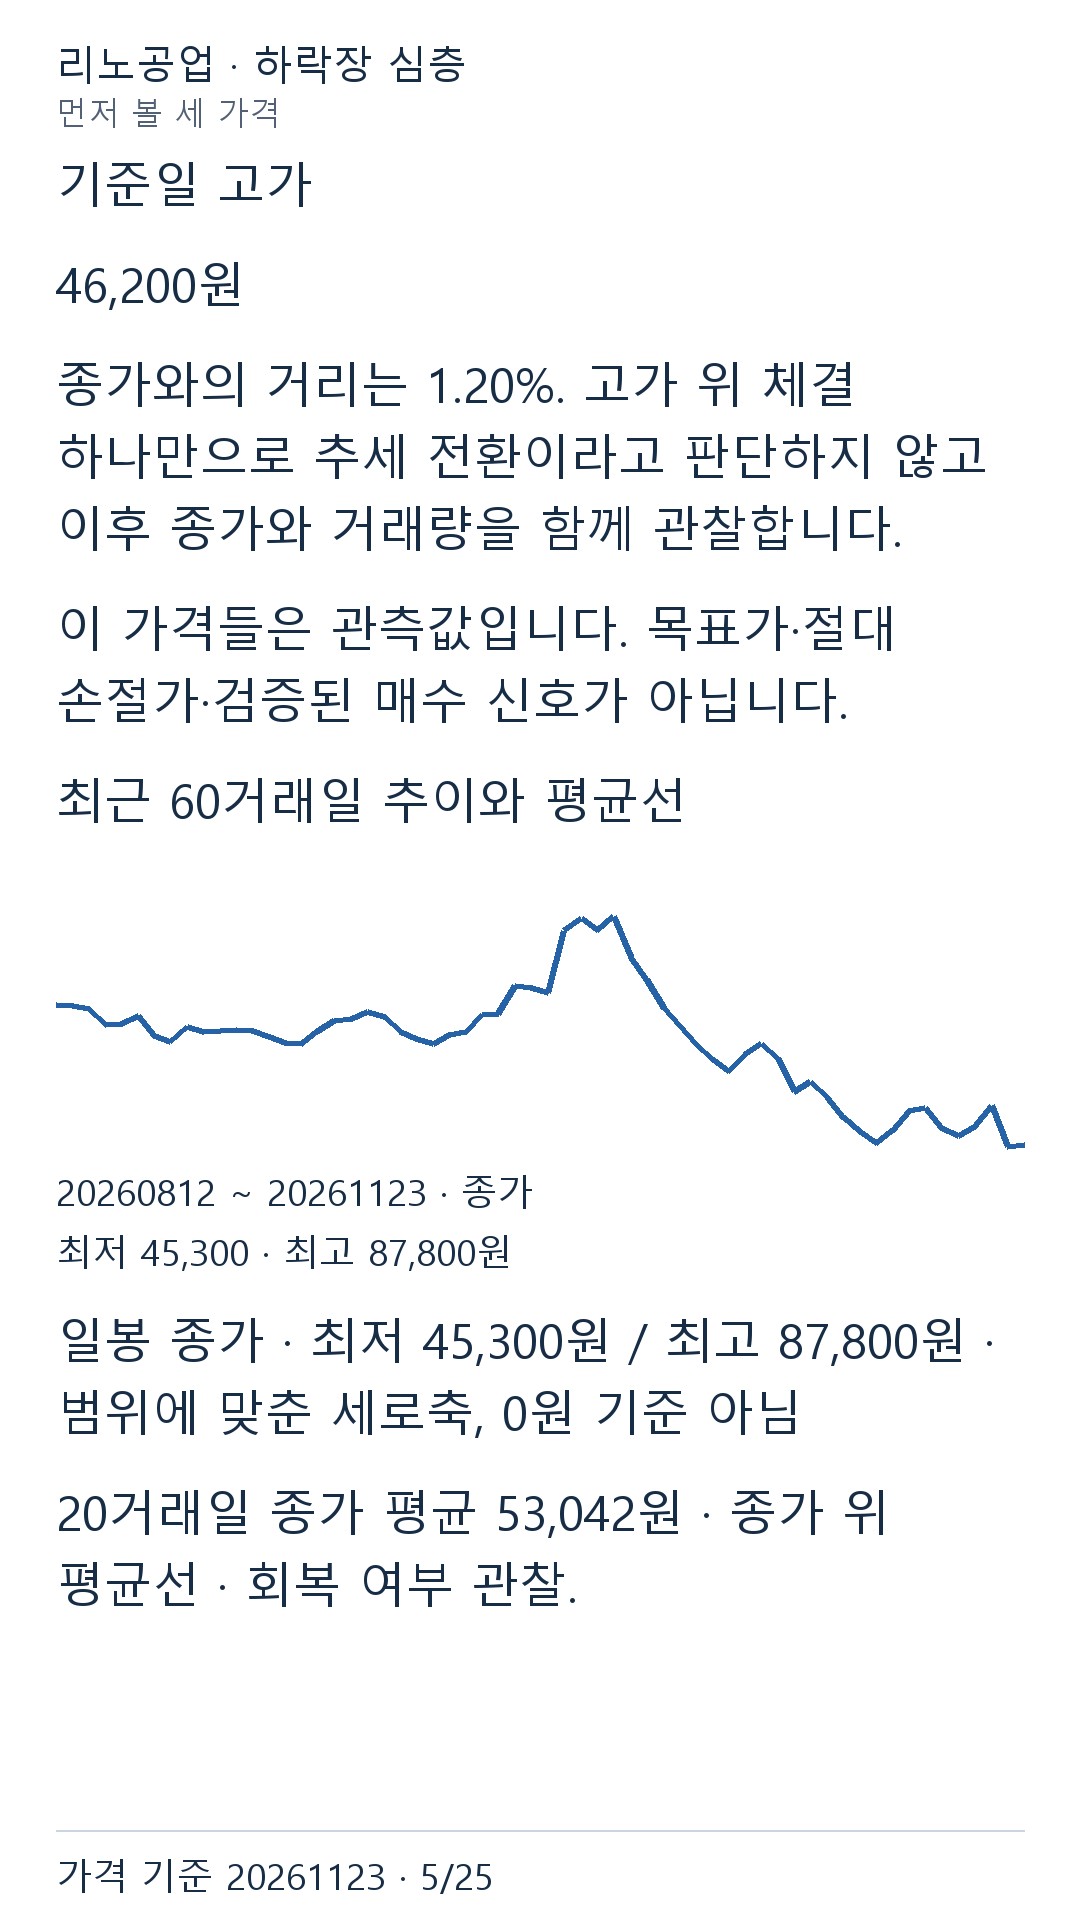 리노공업 · 하락장 심층
먼저 볼 세 가격
기준일 고가
46,200원
종가와의 거리는 1.20%. 고가 위 체결
하나만으로 추세 전환이라고 판단하지 않고
이후 종가와 거래량을 함께 관찰합니다.
이 가격들은 관측값입니다. 목표가·절대
손절가·검증된 매수 신호가 아닙니다.
최근 60거래일 추이와 평균선
20260812 ~ 20261123 · 종가
최저 45,300 · 최고 87,800원
일봉 종가 · 최저 45,300원 / 최고 87,800원 ·
범위에 맞춘 세로축, 0원 기준 아님
20거래일 종가 평균 53,042원 · 종가 위
평균선 · 회복 여부 관찰.
가격 기준 20261123 · 5/25